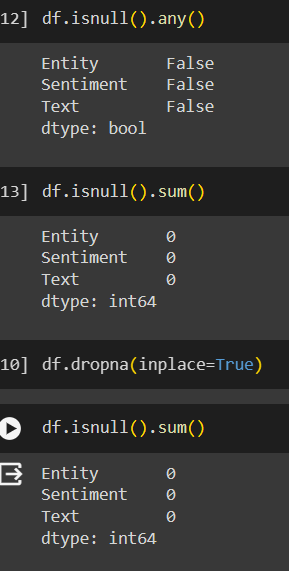 12] df.isnull().any()
Entity False
Sentiment False
Text False
dtype: bool
13] df.isnull().sum()
Entity 0
Sentiment 0
Text 0
dtype: int64
10] df.dropna(inplace=True)
df.isnull().sum()
Entity 0
Sentiment 0
Text 0
dtype: int64